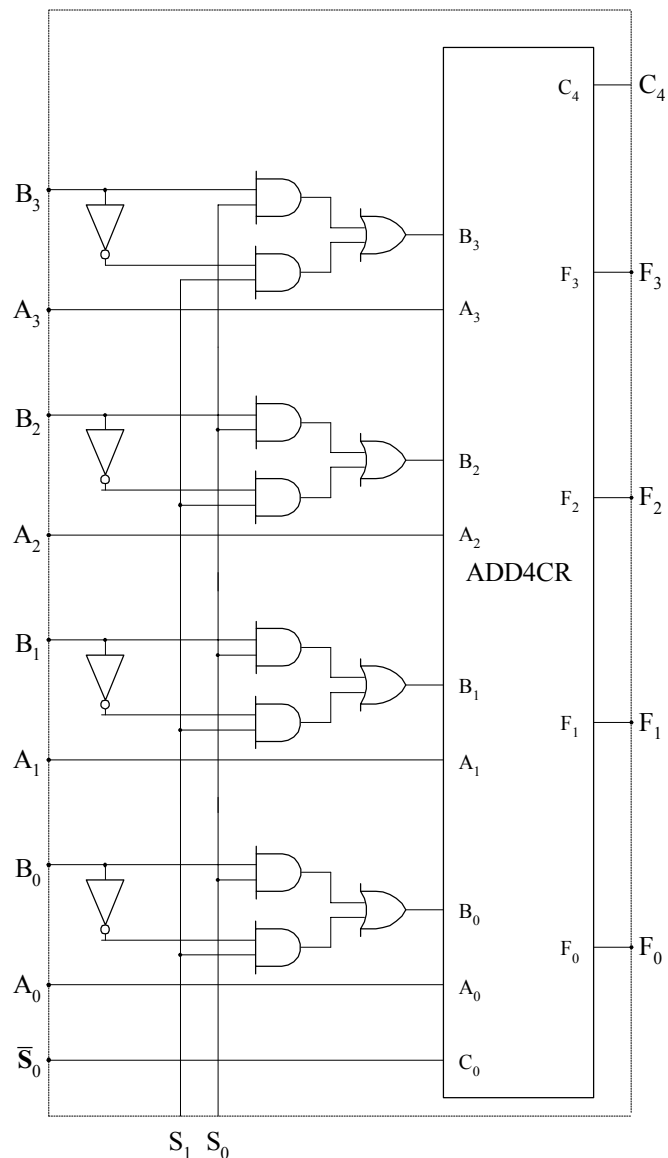 C₄ C₄
B₃
B₃
F₃ F₃
A₃ A₃
B₂
B₂
F₂ F₂
A₂ A₂
ADD4CR
B₁
B₁
F₁ F₁
A₁ A₁
B₀
B₀
F₀ F₀
A₀ A₀
S̅₀ C₀
S₁ S₀